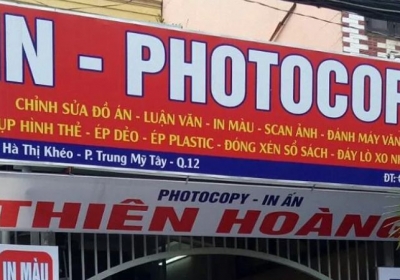 IN - PHOTOCOPY
CHỈNH SỬA ĐỒ ÁN - LUẬN VĂN - IN MÀU - SCAN ẢNH - ĐÁNH MÁY VĂN
ỤP HÌNH THẺ - ÉP DẺO - ÉP PLASTIC - ĐÓNG XÉN SỔ SÁCH - DÁY LÒ XO
Hà Thị Khéo - P. Trung Mỹ Tây - Q.12
ĐT:
PHOTOCOPY - IN ẤN
THIÊN HOÀNG
IN MÀU